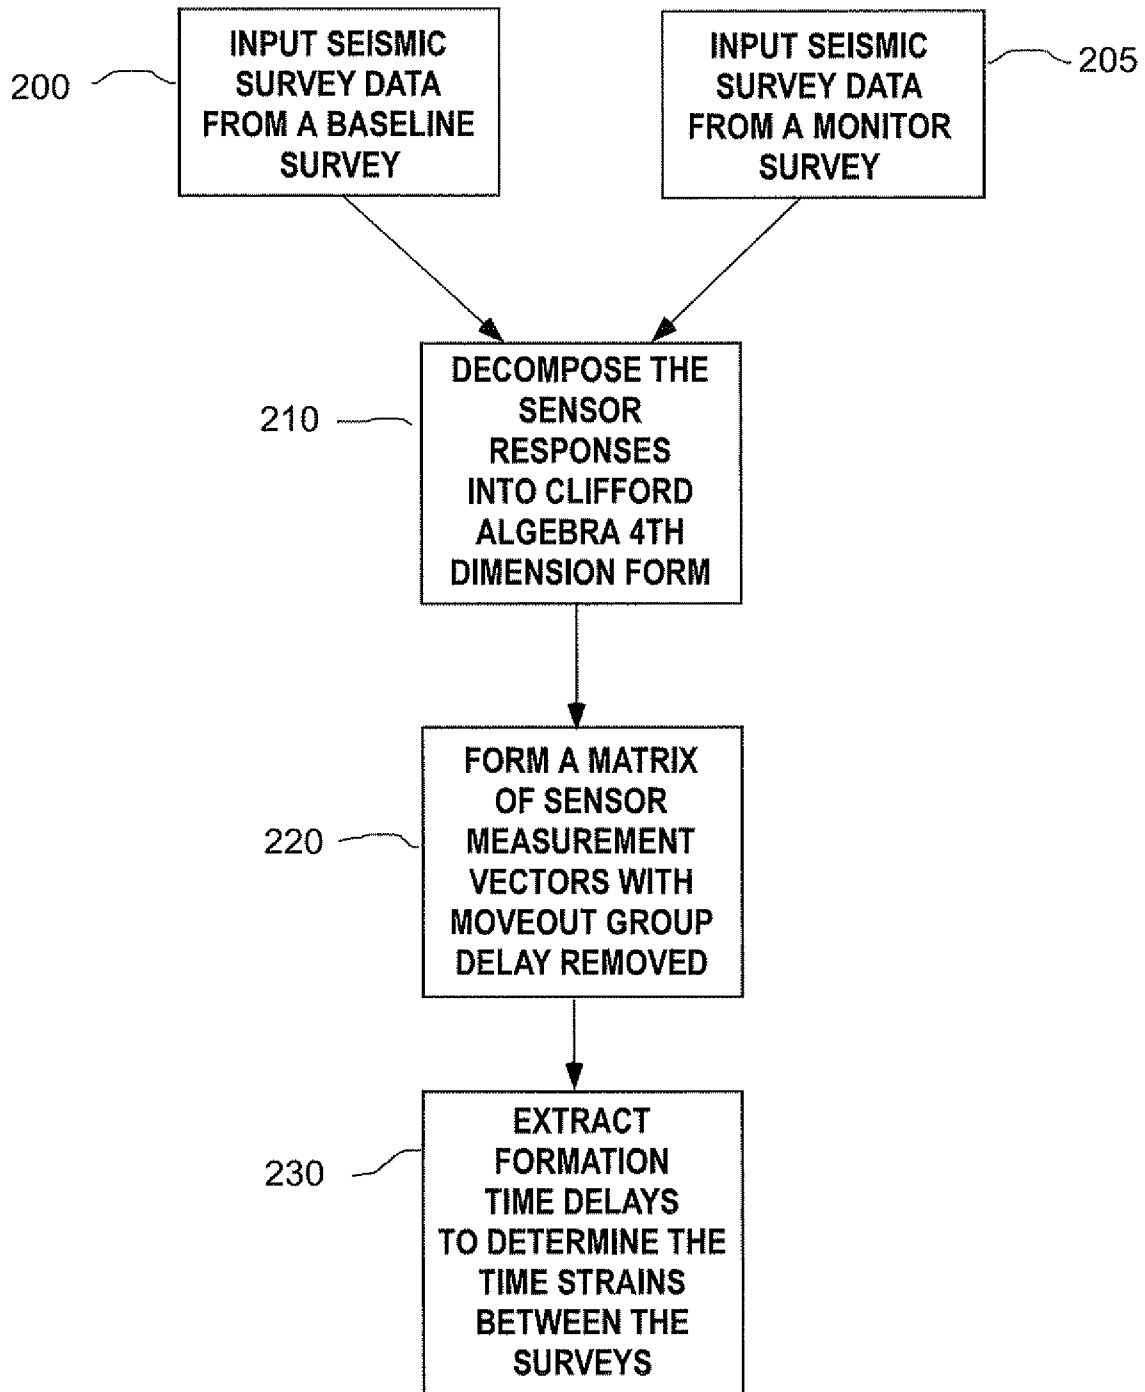 200
INPUT SEISMIC
SURVEY DATA
FROM A BASELINE
SURVEY
INPUT SEISMIC
SURVEY DATA
FROM A MONITOR
SURVEY
205
210
DECOMPOSE THE
SENSOR
RESPONSES
INTO CLIFFORD
ALGEBRA 4TH
DIMENSION FORM
220
FORM A MATRIX
OF SENSOR
MEASUREMENT
VECTORS WITH
MOVEOUT GROUP
DELAY REMOVED
230
EXTRACT
FORMATION
TIME DELAYS
TO DETERMINE THE
TIME STRAINS
BETWEEN THE
SURVEYS